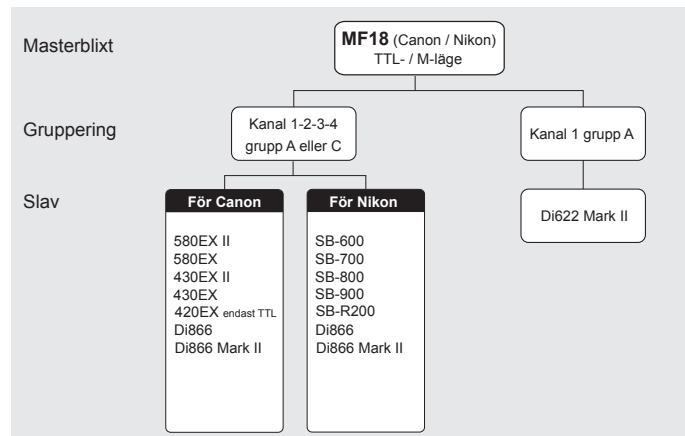 Masterblixt
MF18 (Canon / Nikon)
TTL- / M-läge
Gruppering
Kanal 1-2-3-4
grupp A eller C
Kanal 1 grupp A
Slav
För Canon
580EX II
580EX
430EX II
430EX
420EX endast TTL
Di866
Di866 Mark II
För Nikon
SB-600
SB-700
SB-800
SB-900
SB-R200
Di866
Di866 Mark II
Di622 Mark II